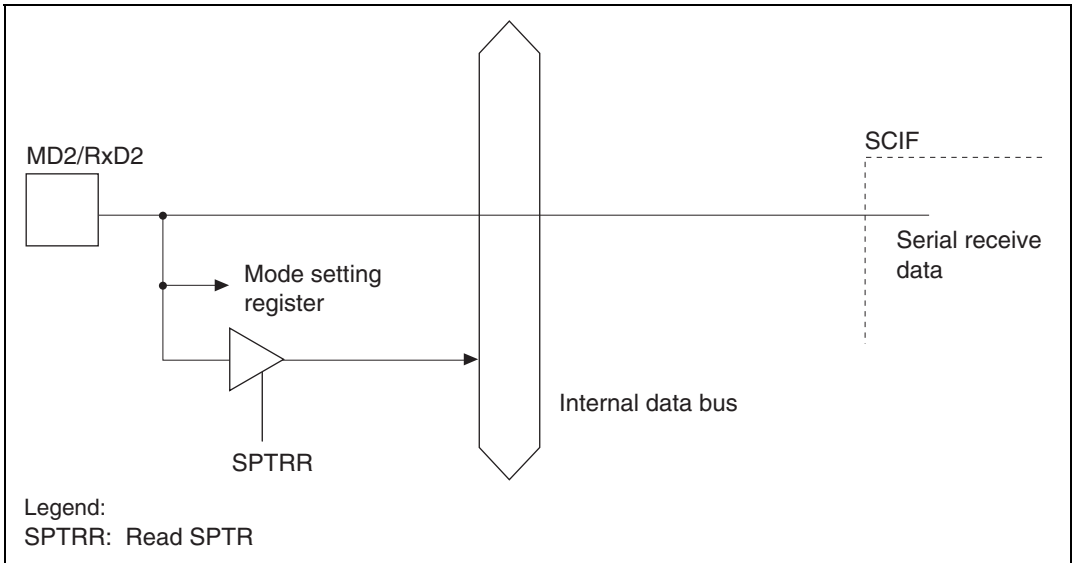 SCIF
MD2/RxD2
Serial receive
data
Mode setting
register
Internal data bus
SPTRR
Legend:
SPTRR: Read SPTR